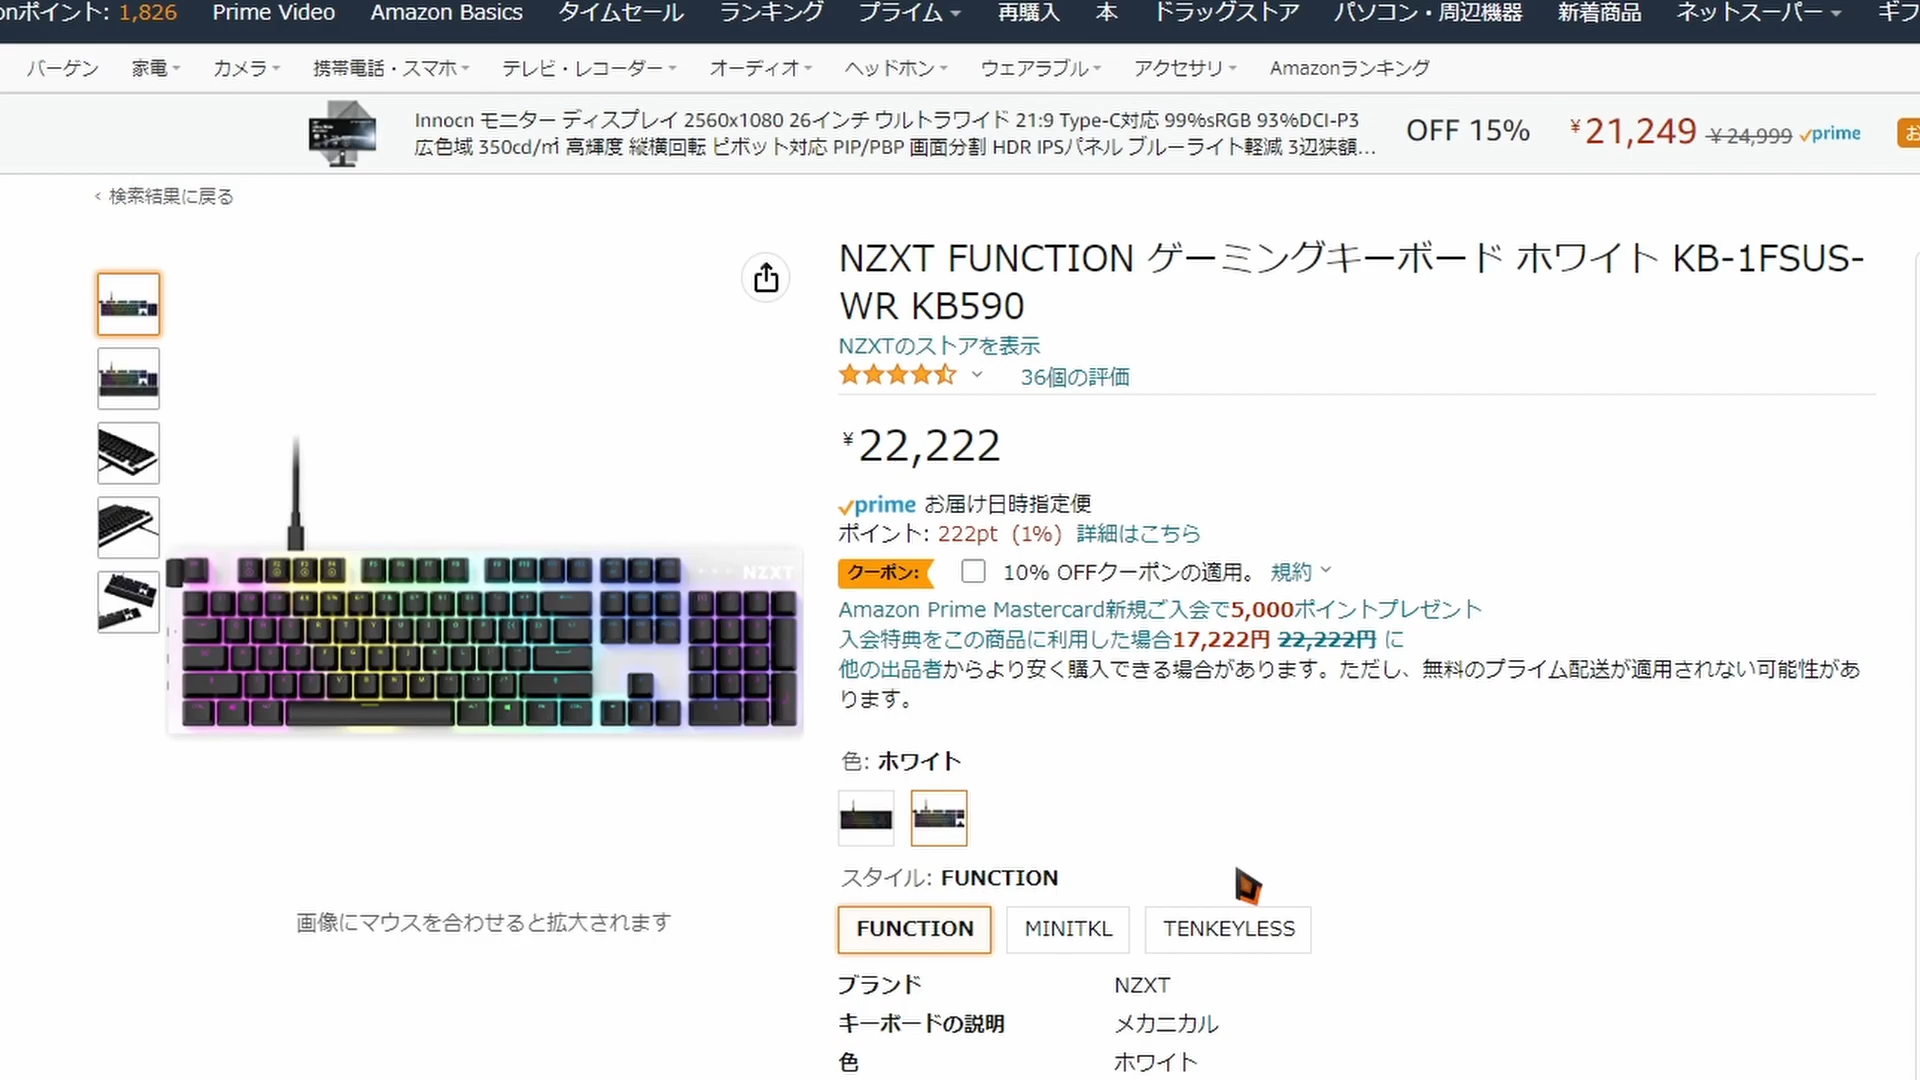 onポイント: 1,826 Prime Video Amazon Basics タイムセール ランキング プライム 再購入 本 ドラッグストア パソコン・周辺機器 新着商品 ネットスーパー ギフ
バーゲン 家電 カメラ 携帯電話・スマホ テレビ・レコーダー オーディオ ヘッドホン ウェアラブル アクセサリ Amazonランキング
Innocn モニター ディスプレイ 2560x1080 26インチ ウルトラワイド 21:9 Type-C対応 99%sRGB 93%DCI-P3
広色域 350cd/㎡ 高輝度 縦横回転 ピボット対応 PIP/PBP 画面分割 HDR IPSパネル ブルーライト軽減 3辺狭額…
OFF 15% ¥21,249 ¥24,999 prime お
‹ 検索結果に戻る
NZXT FUNCTION ゲーミングキーボード ホワイト KB-1FSUS-
WR KB590
NZXTのストアを表示
36個の評価
¥22,222
prime お届け日時指定便
ポイント: 222pt (1%) 詳細はこちら
クーポン: 10% OFFクーポンの適用。 規約
Amazon Prime Mastercard新規ご入会で5,000ポイントプレゼント
入会特典をこの商品に利用した場合17,222円 22,222円 に
他の出品者からより安く購入できる場合があります。ただし、無料のプライム配送が適用されない可能性があ
ります。
NZXT
色: ホワイト
スタイル: FUNCTION
画像にマウスを合わせると拡大されます
FUNCTION MINITKL TENKEYLESS
ブランド NZXT
キーボードの説明 メカニカル
色 ホワイト